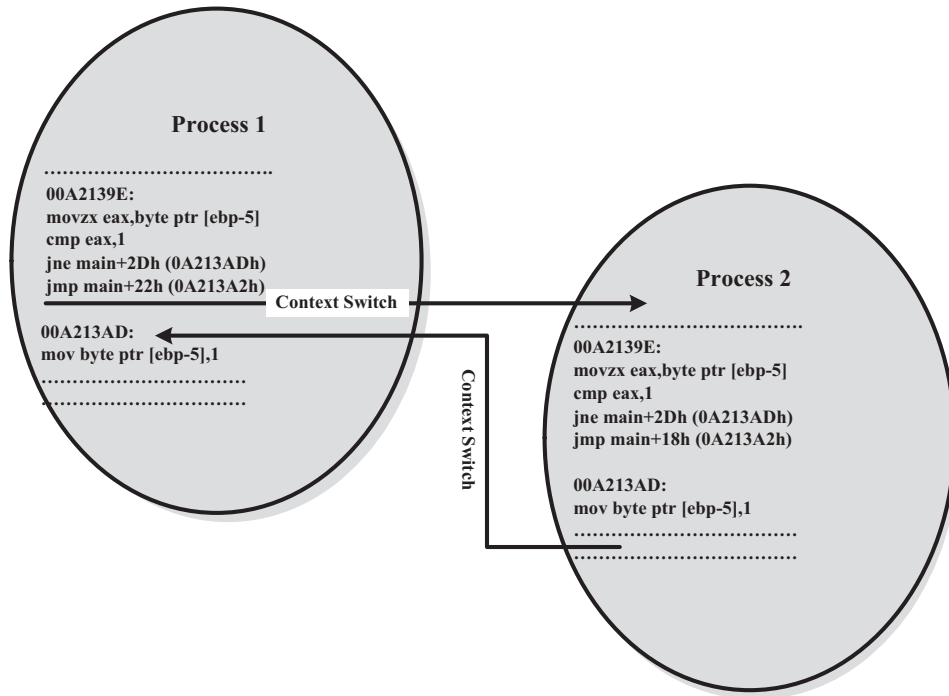 Process 1
.....................................
00A2139E:
movzx eax,byte ptr [ebp-5]
cmp eax,1
jne main+2Dh (0A213ADh)
jmp main+22h (0A213A2h)
Context Switch
00A213AD:
mov byte ptr [ebp-5],1
.................................
.................................
Context Switch
Process 2
.....................................
00A2139E:
movzx eax,byte ptr [ebp-5]
cmp eax,1
jne main+2Dh (0A213ADh)
jmp main+18h (0A213A2h)
00A213AD:
mov byte ptr [ebp-5],1
....................................
....................................